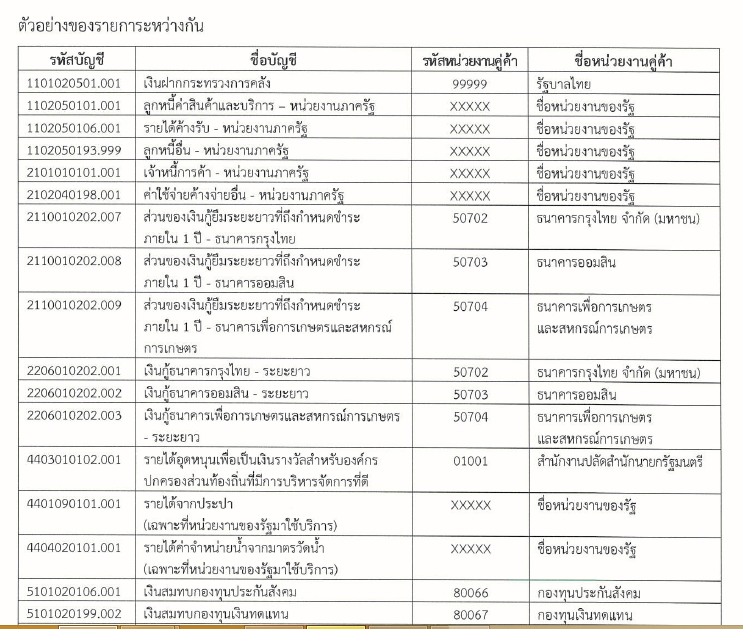 ตัวอย่างของรายการระหว่างกัน
รหัสบัญชี ชื่อบัญชี รหัสหน่วยงานคู่ค้า ชื่อหน่วยงานคู่ค้า
1101020501.001 เงินฝากกระทรวงการคลัง 99999 รัฐบาลไทย
1102050101.001 ลูกหนี้ค่าสินค้าและบริการ – หน่วยงานภาครัฐ XXXXX ชื่อหน่วยงานของรัฐ
1102050106.001 รายได้ค้างรับ - หน่วยงานภาครัฐ XXXXX ชื่อหน่วยงานของรัฐ
1102050193.999 ลูกหนี้อื่น - หน่วยงานภาครัฐ XXXXX ชื่อหน่วยงานของรัฐ
2101010101.001 เจ้าหนี้การค้า - หน่วยงานภาครัฐ XXXXX ชื่อหน่วยงานของรัฐ
2102040198.001 ค่าใช้จ่ายค้างจ่ายอื่น - หน่วยงานภาครัฐ XXXXX ชื่อหน่วยงานของรัฐ
2110010202.007 ส่วนของเงินกู้ยืมระยะยาวที่ถึงกำหนดชำระ 50702 ธนาคารกรุงไทย จำกัด (มหาชน)
ภายใน 1 ปี - ธนาคารกรุงไทย
2110010202.008 ส่วนของเงินกู้ยืมระยะยาวที่ถึงกำหนดชำระ 50703 ธนาคารออมสิน
ภายใน 1 ปี - ธนาคารออมสิน
2110010202.009 ส่วนของเงินกู้ยืมระยะยาวที่ถึงกำหนดชำระ 50704 ธนาคารเพื่อการเกษตร
ภายใน 1 ปี - ธนาคารเพื่อการเกษตรและสหกรณ์ และสหกรณ์การเกษตร
การเกษตร
2206010202.001 เงินกู้ธนาคารกรุงไทย - ระยะยาว 50702 ธนาคารกรุงไทย จำกัด (มหาชน)
2206010202.002 เงินกู้ธนาคารออมสิน - ระยะยาว 50703 ธนาคารออมสิน
2206010202.003 เงินกู้ธนาคารเพื่อการเกษตรและสหกรณ์การเกษตร 50704 ธนาคารเพื่อการเกษตร
- ระยะยาว และสหกรณ์การเกษตร
4403010102.001 รายได้อุดหนุนเพื่อเป็นเงินรางวัลสำหรับองค์กร 01001 สำนักงานปลัดสำนักนายกรัฐมนตรี
ปกครองส่วนท้องถิ่นที่มีการบริหารจัดการที่ดี
4401090101.001 รายได้จากประปา XXXXX ชื่อหน่วยงานของรัฐ
(เฉพาะที่หน่วยงานของรัฐมาใช้บริการ)
4404020101.001 รายได้ค่าจำหน่ายน้ำจากมาตรวัดน้ำ XXXXX ชื่อหน่วยงานของรัฐ
(เฉพาะที่หน่วยงานของรัฐมาใช้บริการ)
5101020106.001 เงินสมทบกองทุนประกันสังคม 80066 กองทุนประกันสังคม
5101020199.002 เงินสมทบกองทุนเงินทดแทน 80067 กองทุนเงินทดแทน